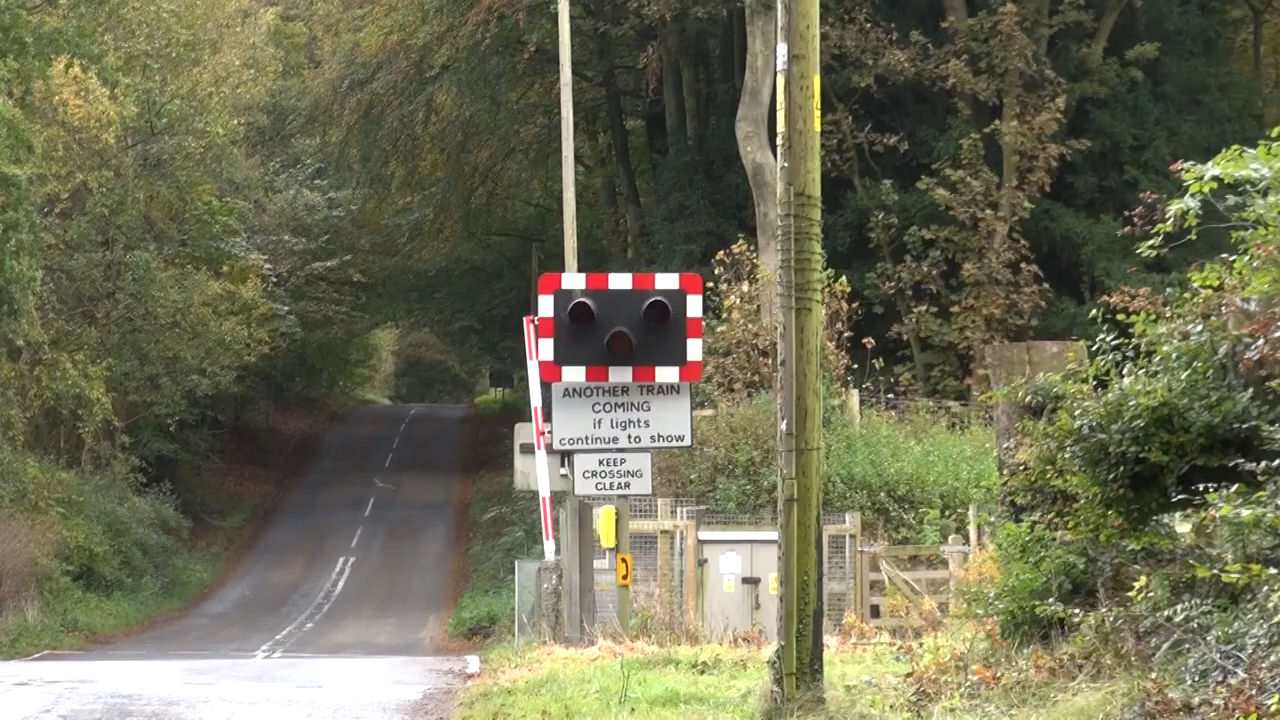 ANOTHER TRAIN
COMING
if lights
continue to show
KEEP
CROSSING
CLEAR